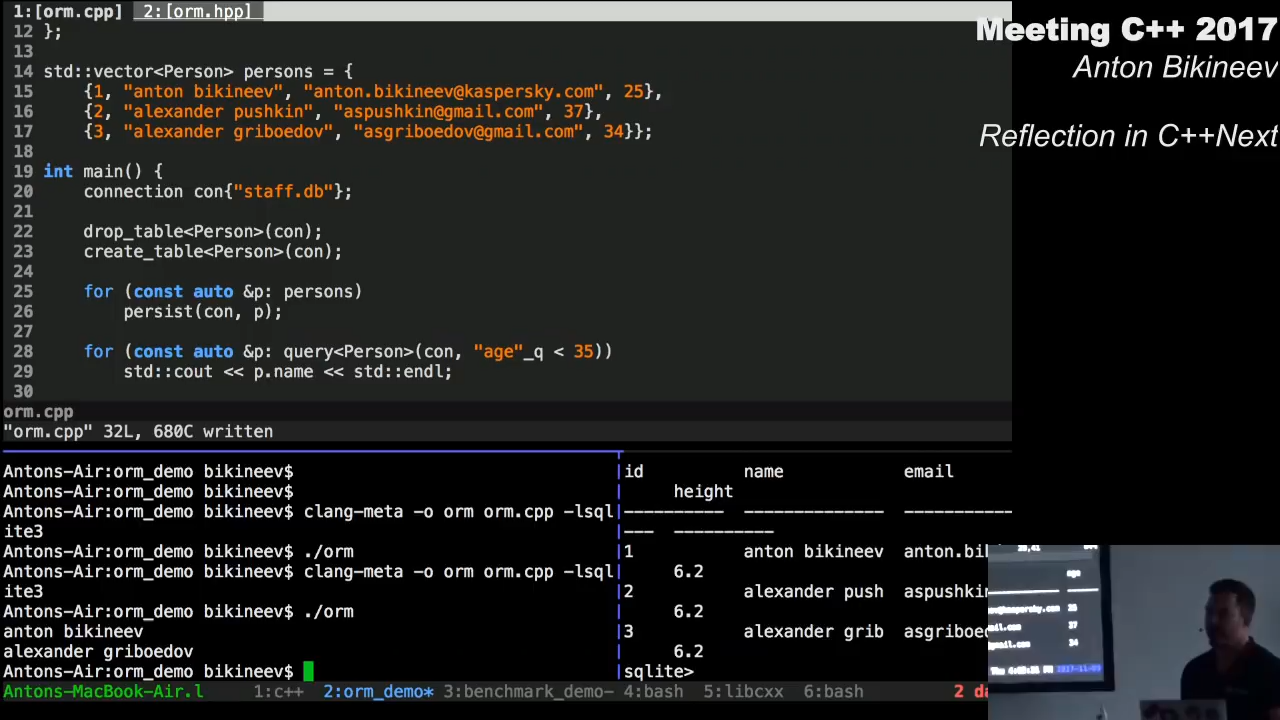 1:[orm.cpp] 2:[orm.hpp]
12 };
13
14 std::vector<Person> persons = {
15 {1, "anton bikineev", "anton.bikineev@kaspersky.com", 25},
16 {2, "alexander pushkin", "aspushkin@gmail.com", 37},
17 {3, "alexander griboedov", "asgriboedov@gmail.com", 34}};
18
19 int main() {
20 connection con{"staff.db"};
21
22 drop_table<Person>(con);
23 create_table<Person>(con);
24
25 for (const auto &p: persons)
26 persist(con, p);
27
28 for (const auto &p: query<Person>(con, "age"_q < 35))
29 std::cout << p.name << std::endl;
30
orm.cpp
"orm.cpp" 32L, 680C written
Antons-Air:orm_demo bikineev$
Antons-Air:orm_demo bikineev$
Antons-Air:orm_demo bikineev$ clang-meta -o orm orm.cpp -lsql
ite3
Antons-Air:orm_demo bikineev$ ./orm
Antons-Air:orm_demo bikineev$ clang-meta -o orm orm.cpp -lsql
ite3
Antons-Air:orm_demo bikineev$ ./orm
anton bikineev
alexander griboedov
Antons-Air:orm_demo bikineev$
id name email
height
---------- -------------- -----------
--- ----------
1 anton bikineev anton.bik
6.2
2 alexander push aspushkin
6.2
3 alexander grib asgriboed
6.2
sqlite>
Antons-MacBook-Air.l 1:c++ 2:orm_demo* 3:benchmark_demo- 4:bash 5:libcxx 6:bash 2 da
Meeting C++ 2017
Anton Bikineev
Reflection in C++Next
age
37
34